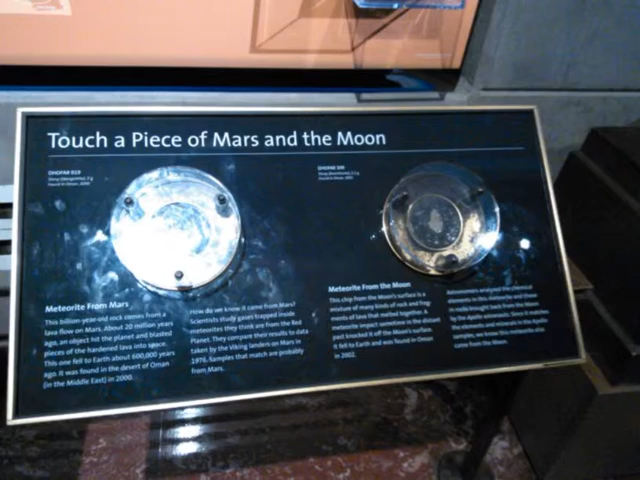 Touch a Piece of Mars and the Moon
DHOFAR 019
Found in Oman, 2000
Meteorite From Mars
This billion-year-old rock comes from a
lava flow on Mars. About 20 million years
ago, an object hit the planet and blasted
pieces of the hardened lava into space.
This one fell to Earth about 600,000 years
ago. It was found in the desert of Oman
(in the Middle East) in 2000.
How do we know it came from Mars?
Scientists study gases trapped inside
meteorites they think are from the Red
Planet. They compare their results to data
taken by the Viking landers on Mars in
1976. Samples that match are probably
from Mars.
Meteorite From the Moon
This chip from the Moon's surface is a
mixture of many kinds of rock and frag-
ments of lava that melted together. A
meteorite impact sometime in the distant
past knocked it off the Moon's surface.
It fell to Earth and was found in Oman
in 2002.
analyzed the chemical
elements in this meteorite and those
in rocks brought back from the Moon
by the Apollo astronauts. Since it matches
the elements and minerals in the Apollo
samples, we know this meteorite also
came from the Moon.